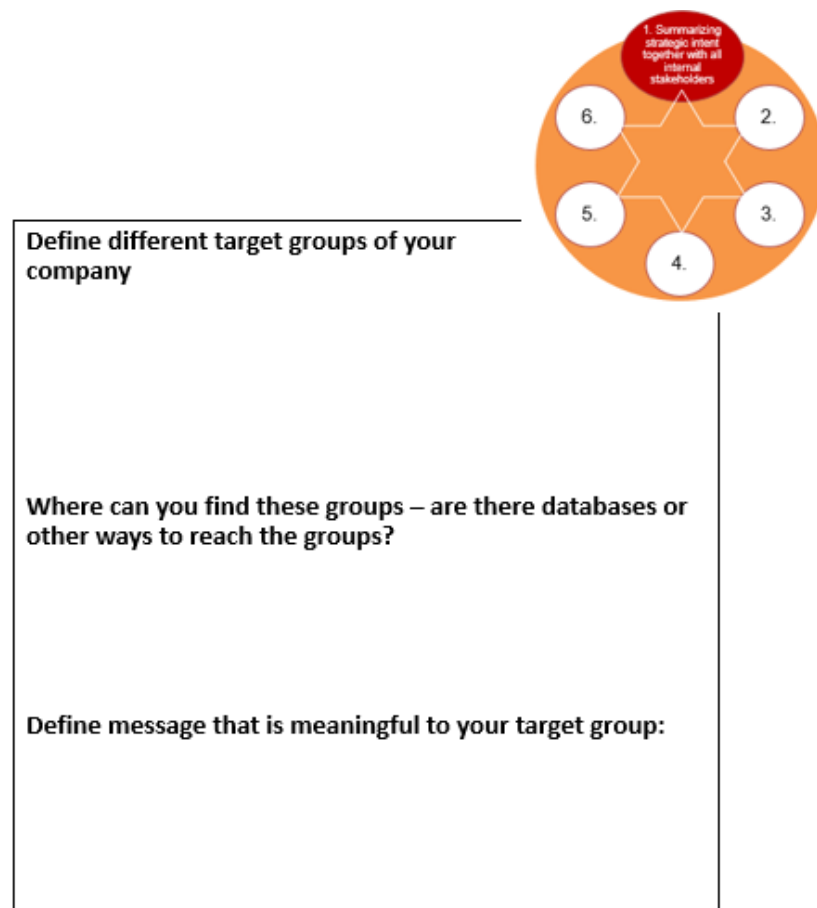 1. Summarizing
strategic intent
together with all
internal
stakeholders
6.
2.
5.
3.
4.
Define different target groups of your
company
Where can you find these groups – are there databases or
other ways to reach the groups?
Define message that is meaningful to your target group: